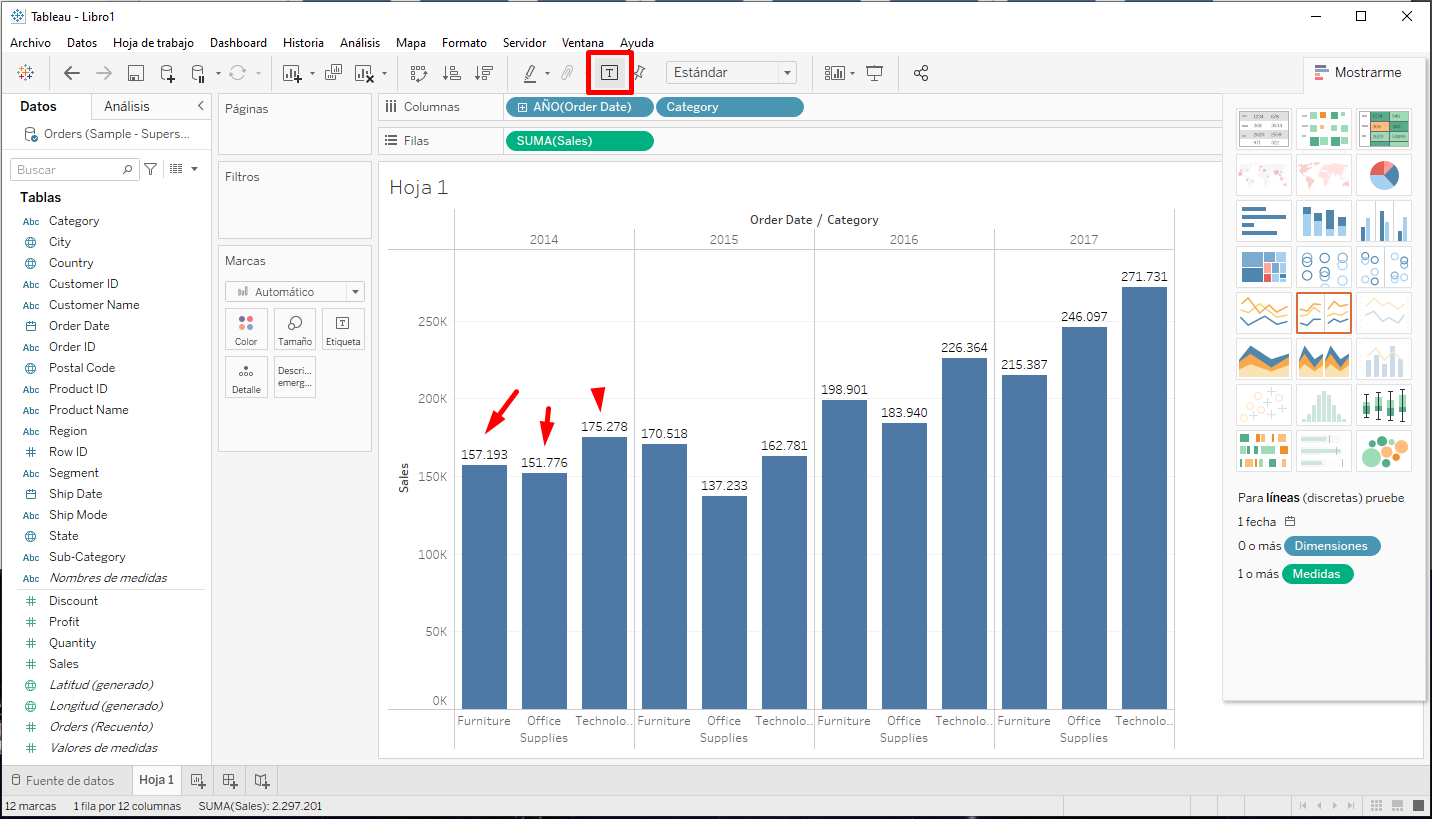 Tableau - Libro1
Archivo Datos Hoja de trabajo Dashboard Historia Análisis Mapa Formato Servidor Ventana Ayuda
Estándar
Mostrarme
Datos Análisis
Orders (Sample - Supers...
Buscar
Tablas
Abc Category
City
Country
Abc Customer ID
Abc Customer Name
Order Date
Abc Order ID
Postal Code
Abc Product ID
Abc Product Name
Abc Region
Row ID
Abc Segment
Ship Date
Abc Ship Mode
State
Abc Sub-Category
Abc Nombres de medidas
Discount
Profit
Quantity
Sales
Latitud (generado)
Longitud (generado)
Orders (Recuento)
Valores de medidas
Páginas
Filtros
Marcas
Automático
Color Tamaño Etiqueta
Detalle
Descri...
emerg...
Columnas AÑO(Order Date) Category
Filas SUMA(Sales)
Hoja 1
Order Date / Category
2014 2015 2016 2017
Sales
250K
200K
150K
100K
50K
0K
157.193 151.776 175.278 170.518 137.233 162.781 198.901 183.940 226.364 215.387 246.097 271.731
Furniture Office Technolo.. Furniture Office Technolo.. Furniture Office Technolo.. Furniture Office Technolo..
Supplies Supplies Supplies Supplies
Para líneas (discretas) pruebe
1 fecha
0 o más Dimensiones
1 o más Medidas
Fuente de datos Hoja 1
12 marcas 1 fila por 12 columnas SUMA(Sales): 2.297.201